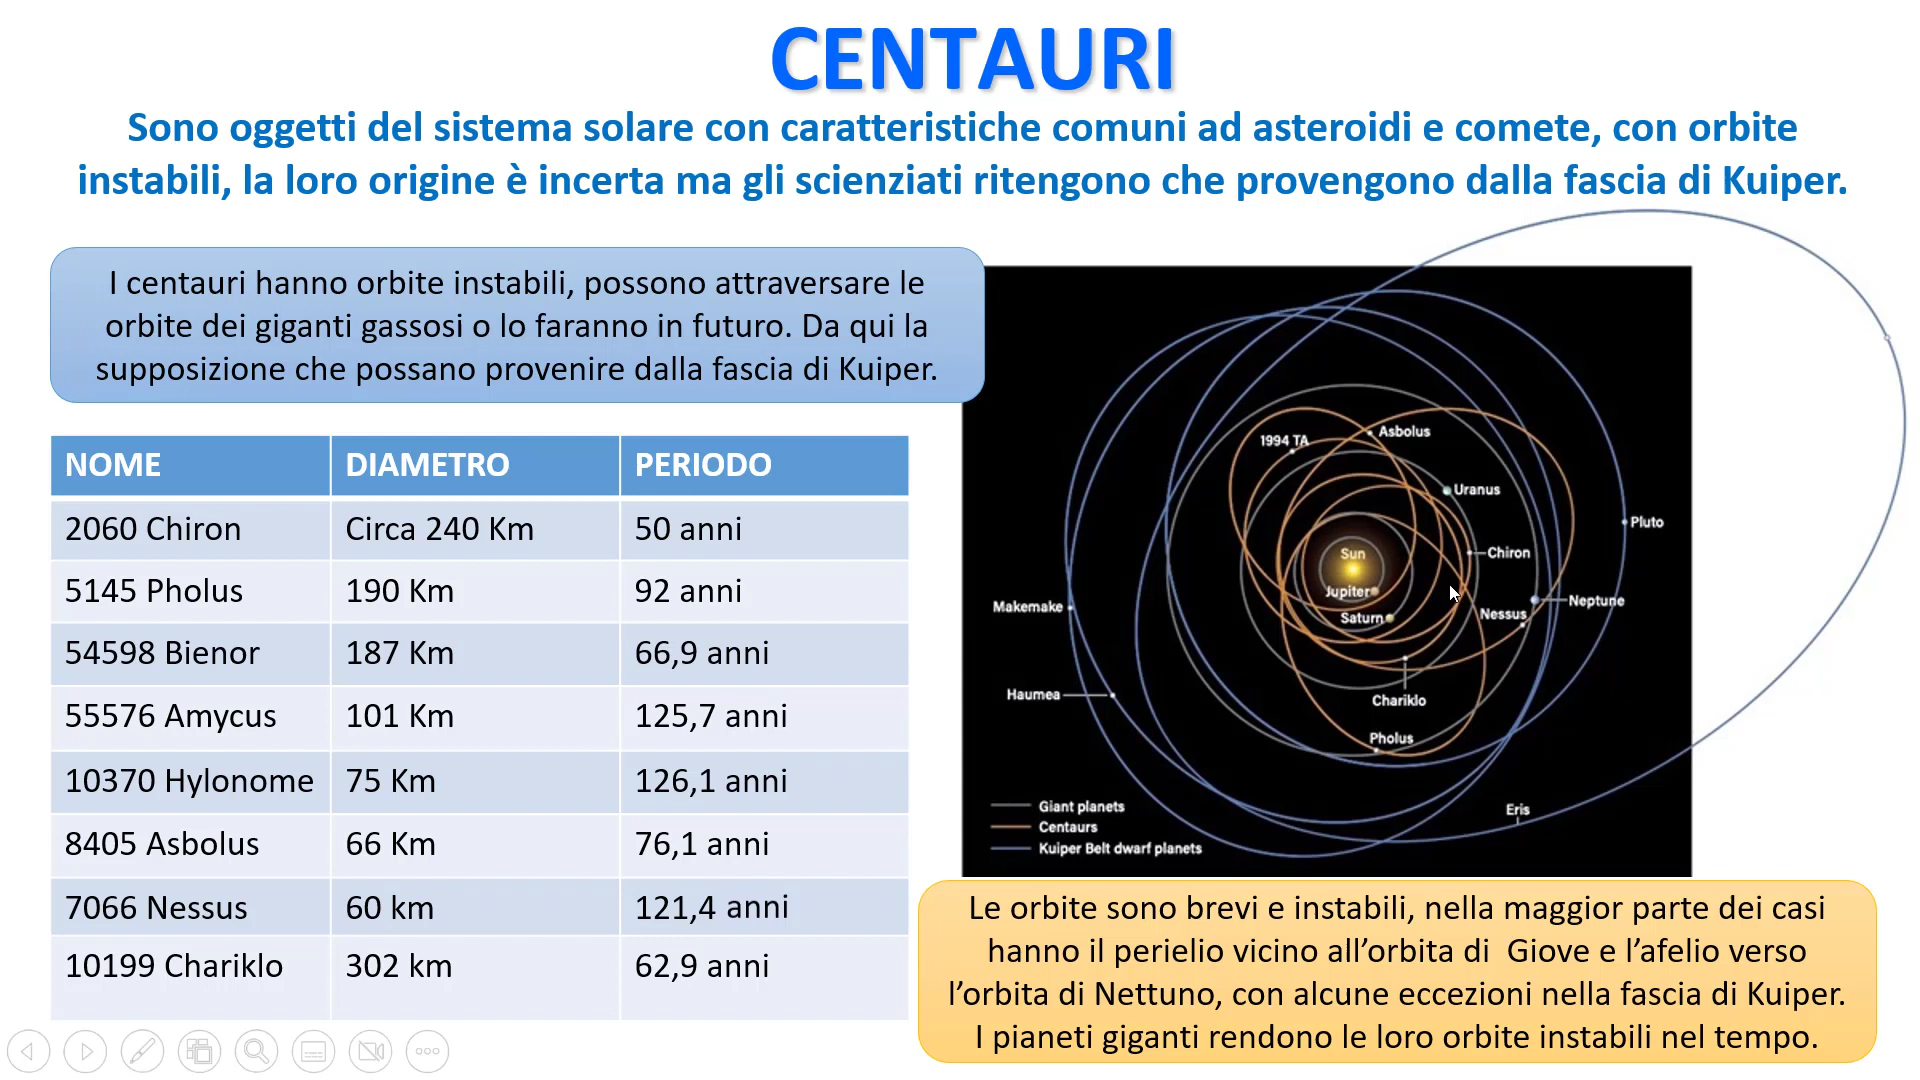 CENTAURI
Sono oggetti del sistema solare con caratteristiche comuni ad asteroidi e comete, con orbite
instabili, la loro origine è incerta ma gli scienziati ritengono che provengono dalla fascia di Kuiper.
I centauri hanno orbite instabili, possono attraversare le
orbite dei giganti gassosi o lo faranno in futuro. Da qui la
supposizione che possano provenire dalla fascia di Kuiper.
NOME DIAMETRO PERIODO
2060 Chiron Circa 240 Km 50 anni
5145 Pholus 190 Km 92 anni
54598 Bienor 187 Km 66,9 anni
55576 Amycus 101 Km 125,7 anni
10370 Hylonome 75 Km 126,1 anni
8405 Asbolus 66 Km 76,1 anni
7066 Nessus 60 km 121,4 anni
10199 Chariklo 302 km 62,9 anni
Asbolus
1994 TA
Uranus
Pluto
Sun
Chiron
Jupiter
Neptune
Makemake
Nessus
Saturn
Haumea
Chariklo
Pholus
Giant planets
Eris
Centaurs
Kuiper Belt dwarf planets
Le orbite sono brevi e instabili, nella maggior parte dei casi
hanno il perielio vicino all’orbita di Giove e l’afelio verso
l’orbita di Nettuno, con alcune eccezioni nella fascia di Kuiper.
I pianeti giganti rendono le loro orbite instabili nel tempo.